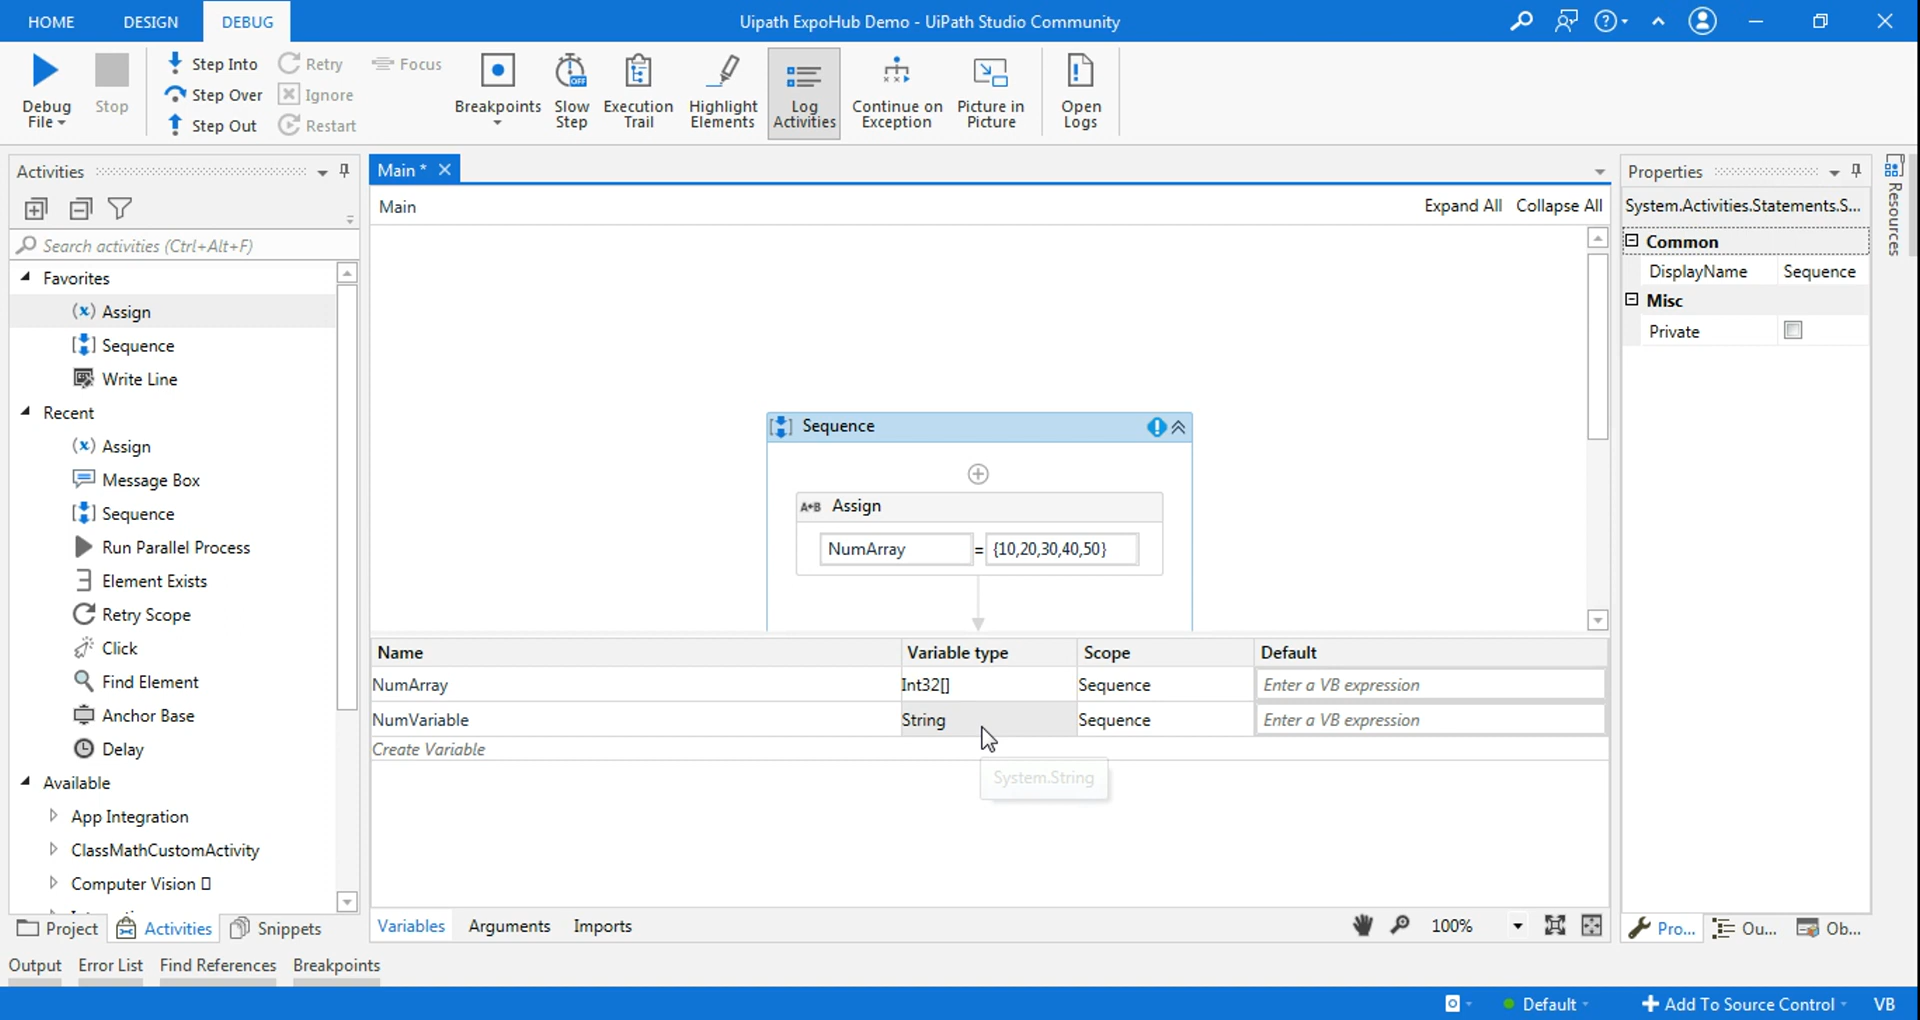 HOME DESIGN DEBUG Uipath ExpoHub Demo - UiPath Studio Community
Debug File Stop
Step Into Retry Focus
Step Over Ignore
Step Out Restart
Breakpoints Slow Step Execution Trail Highlight Elements Log Activities Continue on Exception Picture in Picture Open Logs
Activities
Search activities (Ctrl+Alt+F)
Favorites
(x) Assign
Sequence
Write Line
Recent
(x) Assign
Message Box
Sequence
Run Parallel Process
Element Exists
Retry Scope
Click
Find Element
Anchor Base
Delay
Available
App Integration
ClassMathCustomActivity
Computer Vision
Project Activities Snippets
Main *
Main Expand All Collapse All
Sequence
A+B Assign
NumArray = {10,20,30,40,50}
Name Variable type Scope Default
NumArray Int32[] Sequence Enter a VB expression
NumVariable String Sequence Enter a VB expression
Create Variable
System.String
Variables Arguments Imports 100%
Properties
System.Activities.Statements.S...
Common
DisplayName Sequence
Misc
Private
Pro... Ou... Ob...
Resources
Output Error List Find References Breakpoints
Default Add To Source Control VB